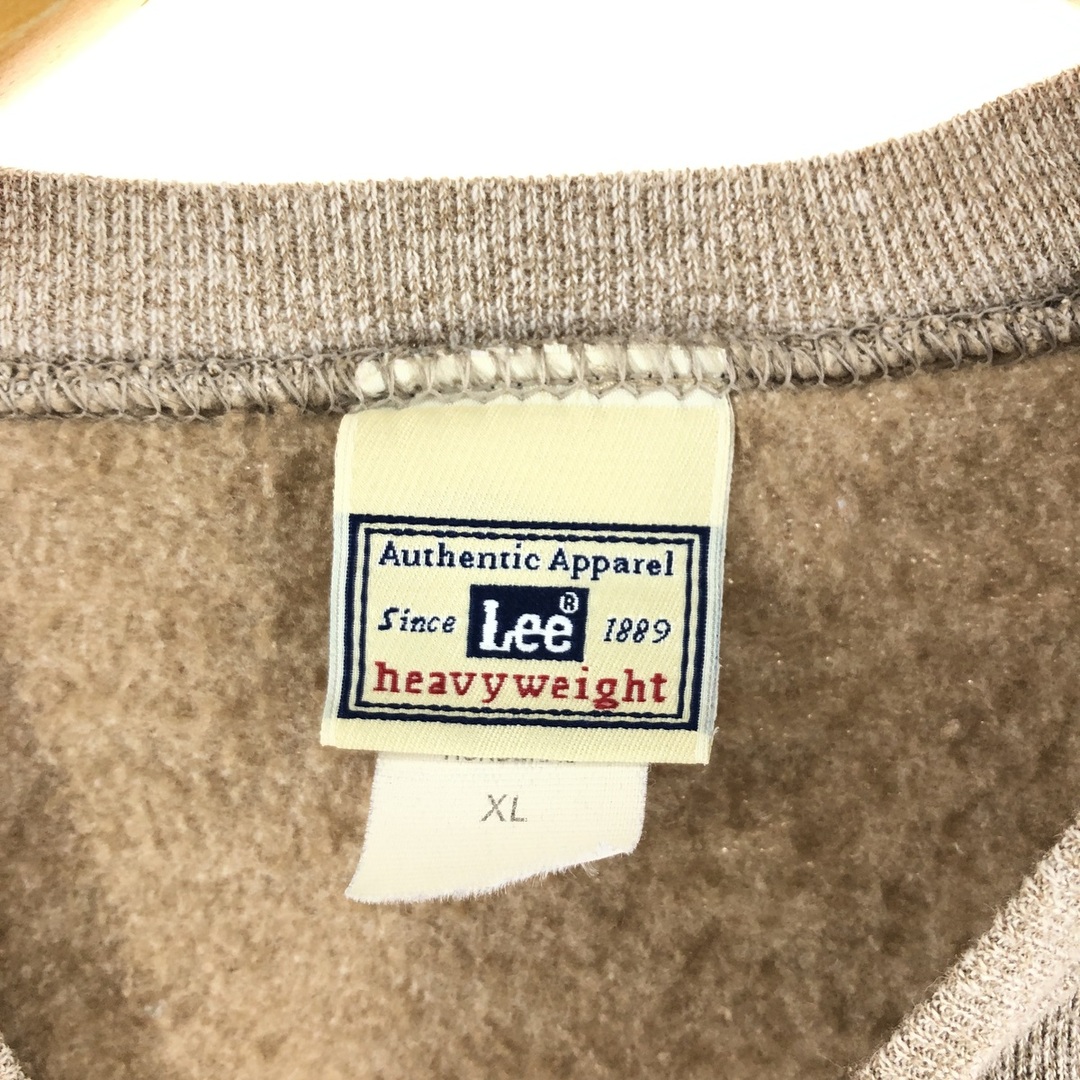 Authentic Apparel
Since Lee® 1889
heavyweight
XL